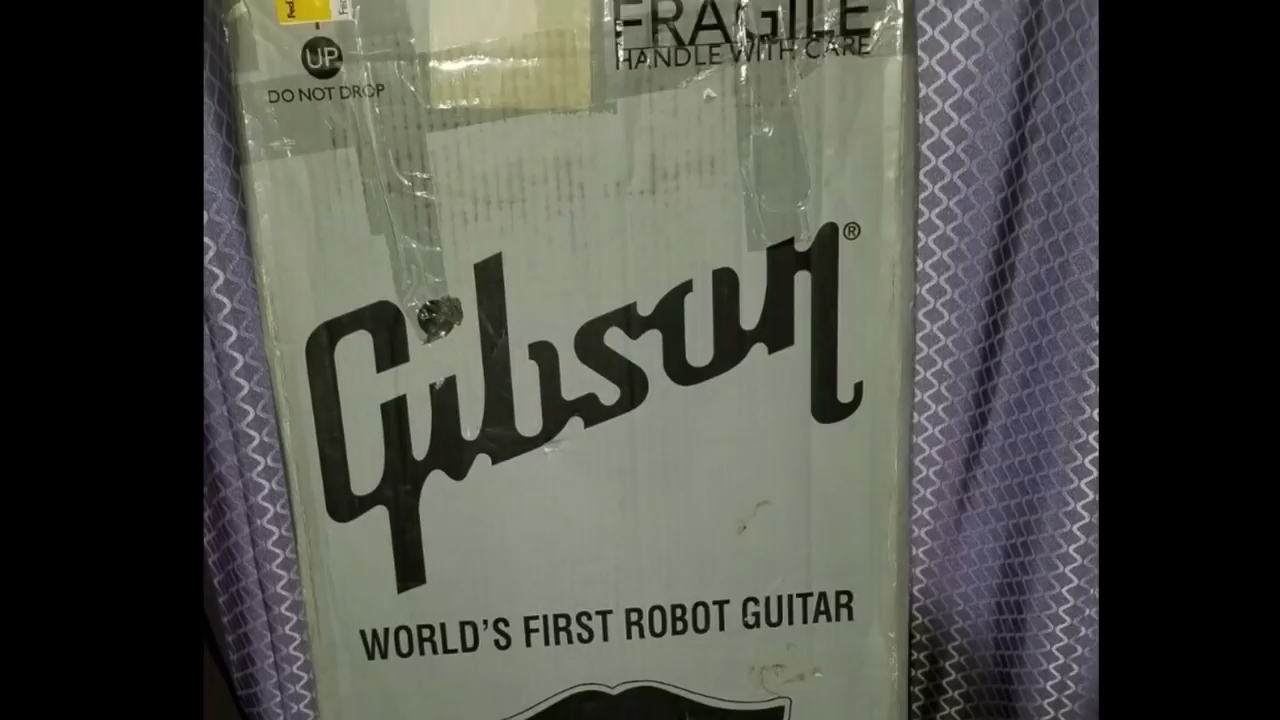 FRAGILE
HANDLE WITH CARE
UP
DO NOT DROP
Gibson®
WORLD'S FIRST ROBOT GUITAR